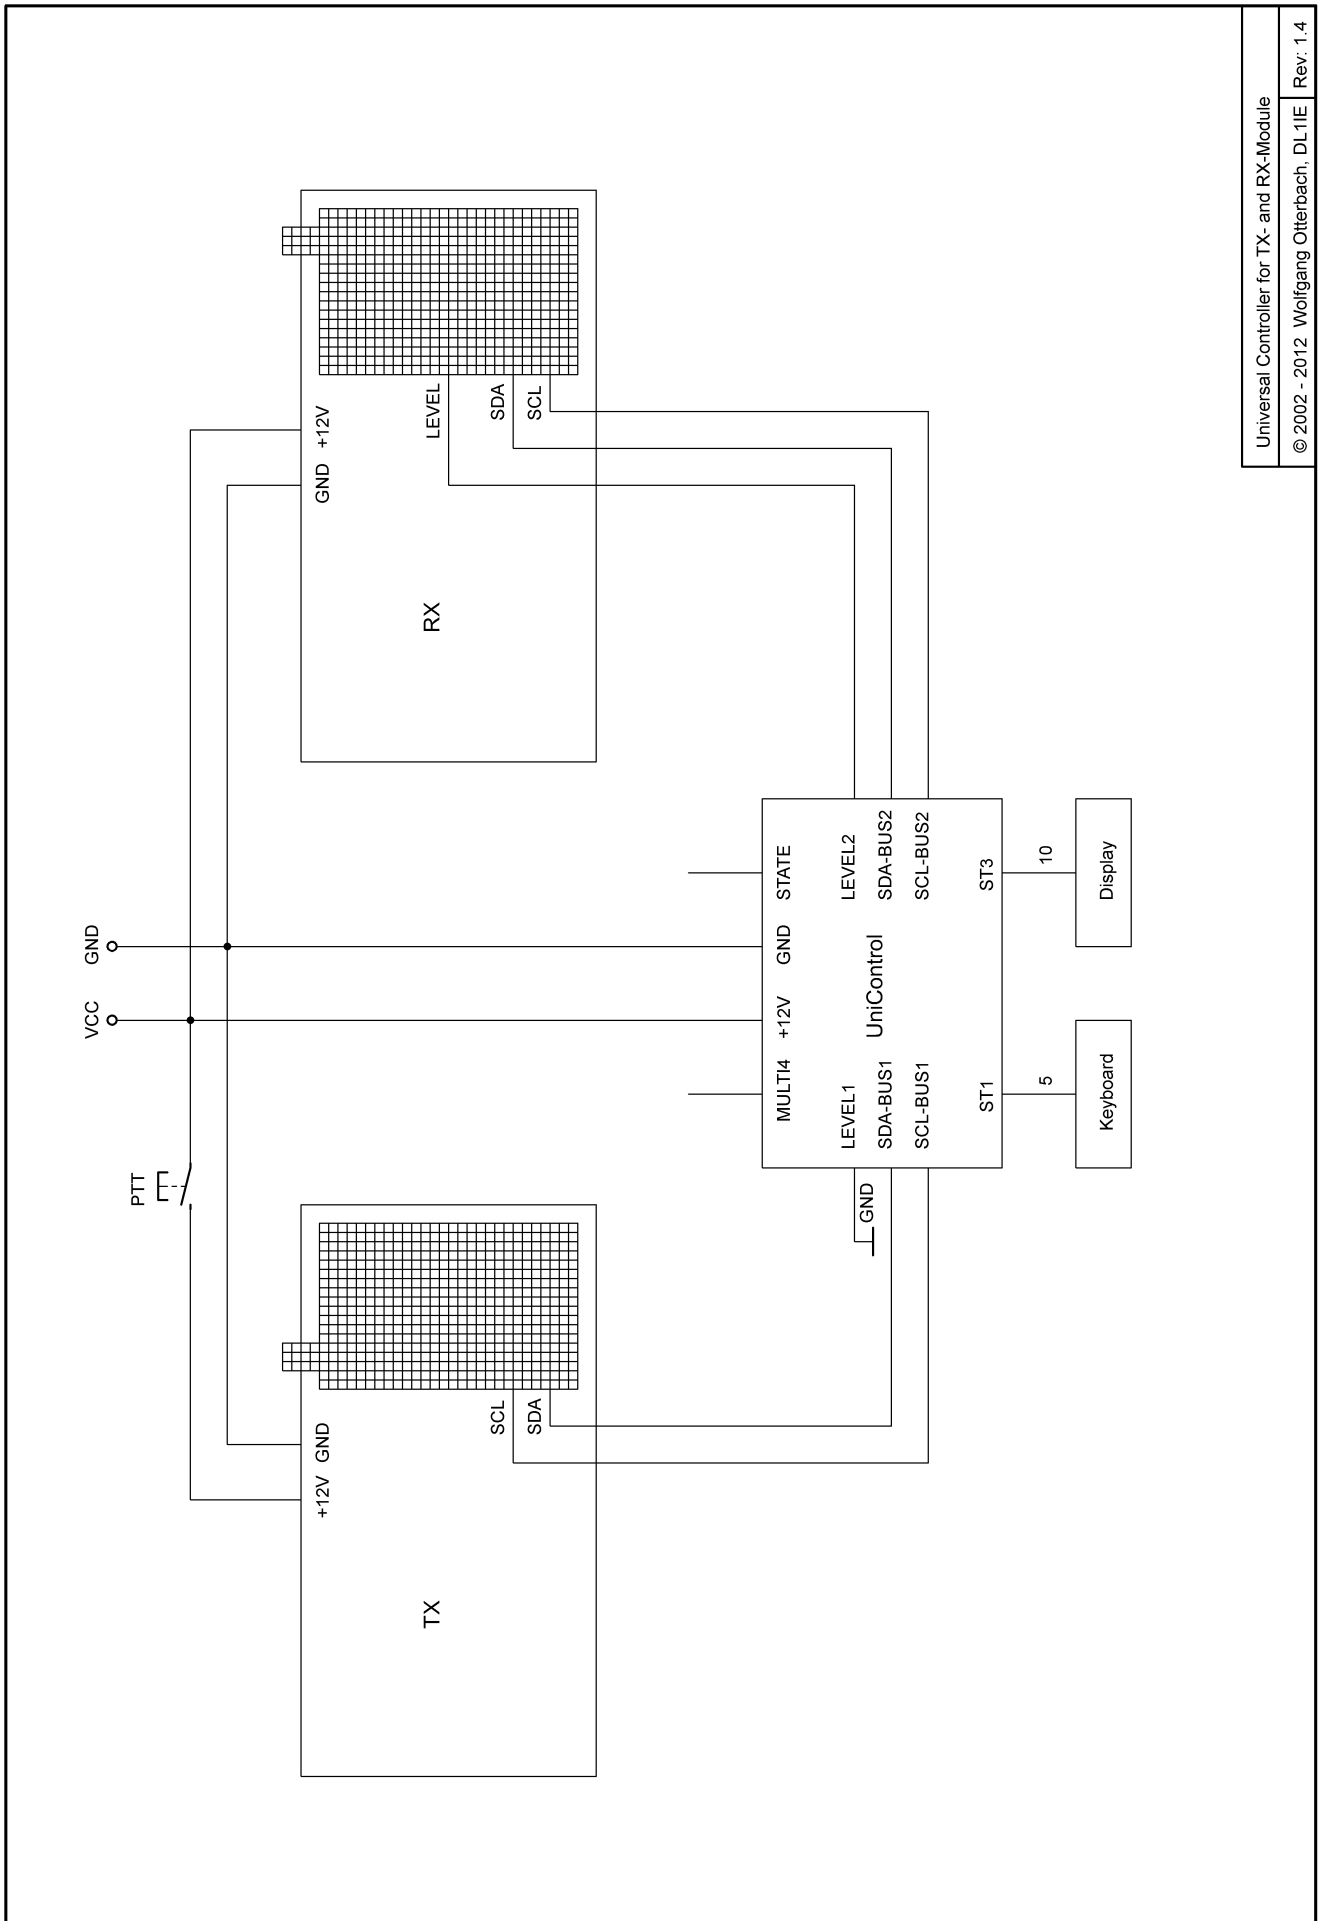 VCC
GND
PTT
+12V
GND
GND
+12V
TX
SCL
SDA
RX
LEVEL
SDA
SCL
MULTI4
+12V
GND
STATE
LEVEL1
LEVEL2
GND
SDA-BUS1
UniControl
SDA-BUS2
SCL-BUS1
SCL-BUS2
ST1
ST3
5
10
Keyboard
Display
Universal Controller for TX- and RX-Module
© 2002 - 2012 Wolfgang Otterbach, DL1IE
Rev: 1.4